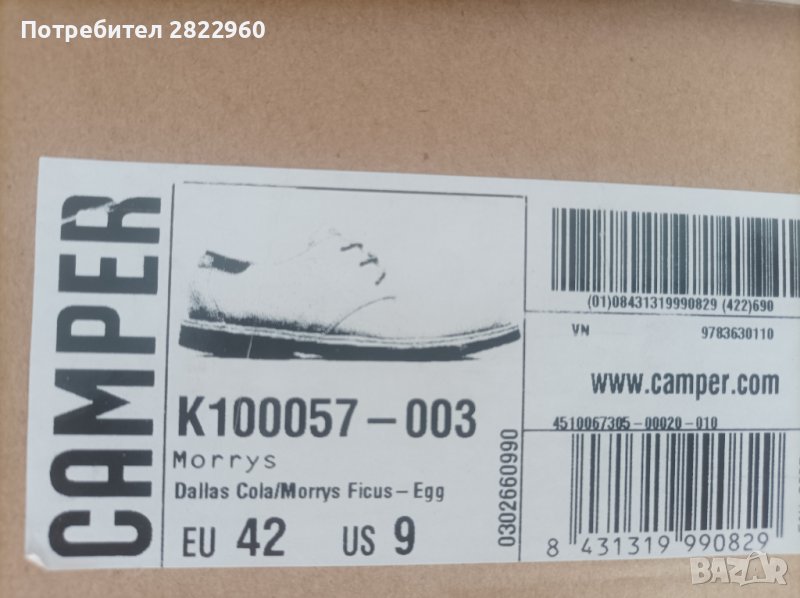 Потребител 2822960
CAMPER
K100057-003
Morrys
Dallas Cola/Morrys Ficus-Egg
EU 42 US 9
0302660990
(01)08431319990829 (422)690
VN 9783630110
www.camper.com
4510067305-00020-010
8 431319 990829
BAZAR